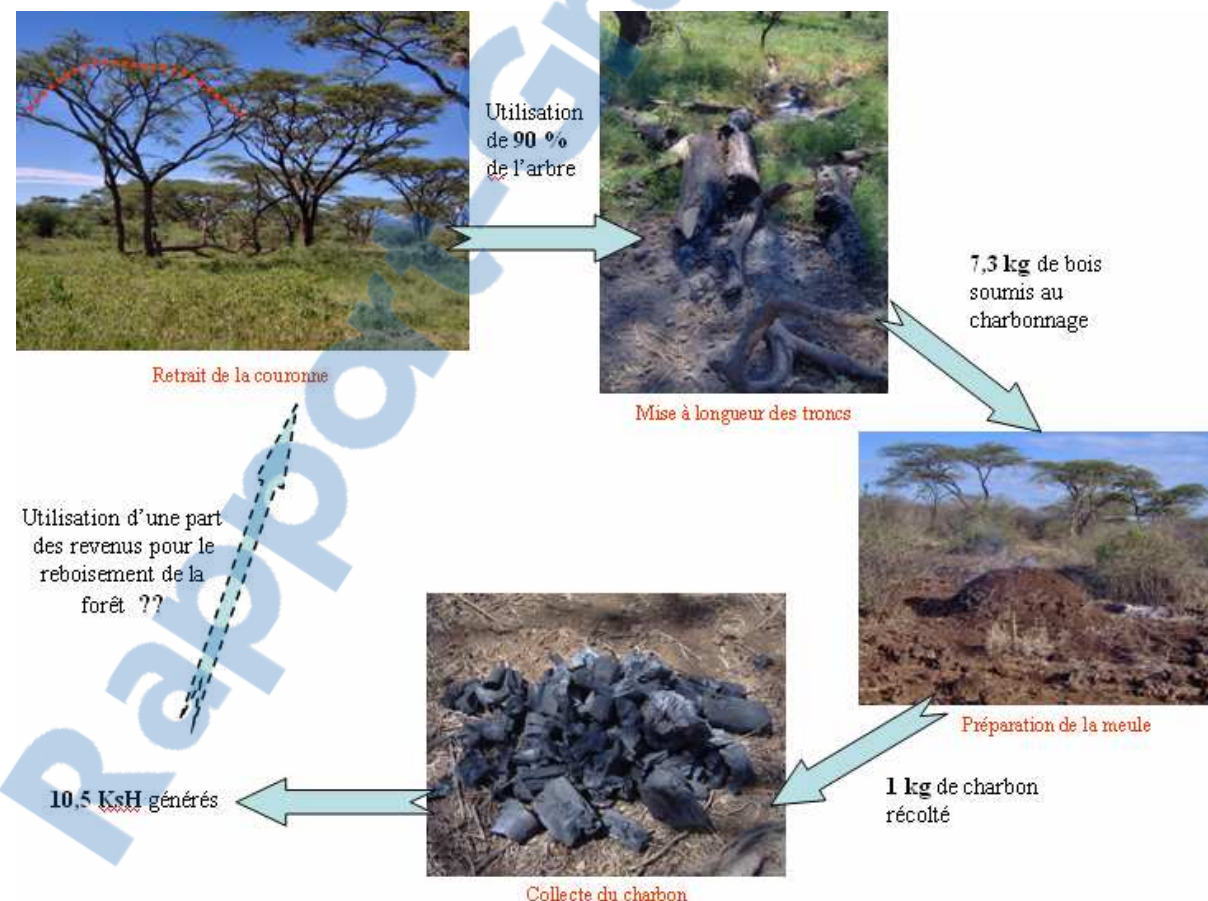 Utilisation
de 90 %
de l'arbre
7,3 kg de bois
soumis au
charbonnage
Retrait de la couronne
Mise à longueur des troncs
Utilisation d'une part
des revenus pour le
reboisement de la
forêt ??
Préparation de la meule
1 kg de charbon
récolté
10,5 KsH générés
Collecte du charbon
Rapport-Gr